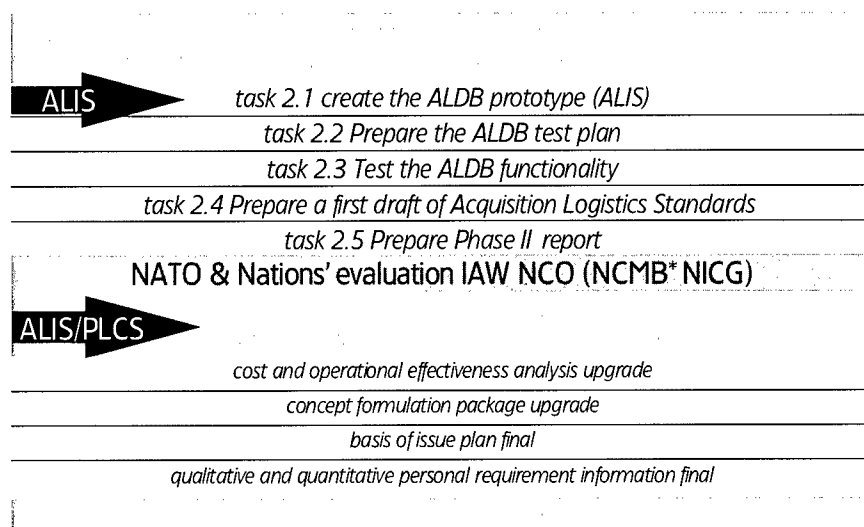 ALIS
task 2.1 create the ALDB prototype (ALIS)
task 2.2 Prepare the ALDB test plan
task 2.3 Test the ALDB functionality
task 2.4 Prepare a first draft of Acquisition Logistics Standards
task 2.5 Prepare Phase II report
NATO & Nations' evaluation IAW NCO (NCMB* NICG)
ALIS/PLCS
cost and operational effectiveness analysis upgrade
concept formulation package upgrade
basis of issue plan final
qualitative and quantitative personal requirement information final